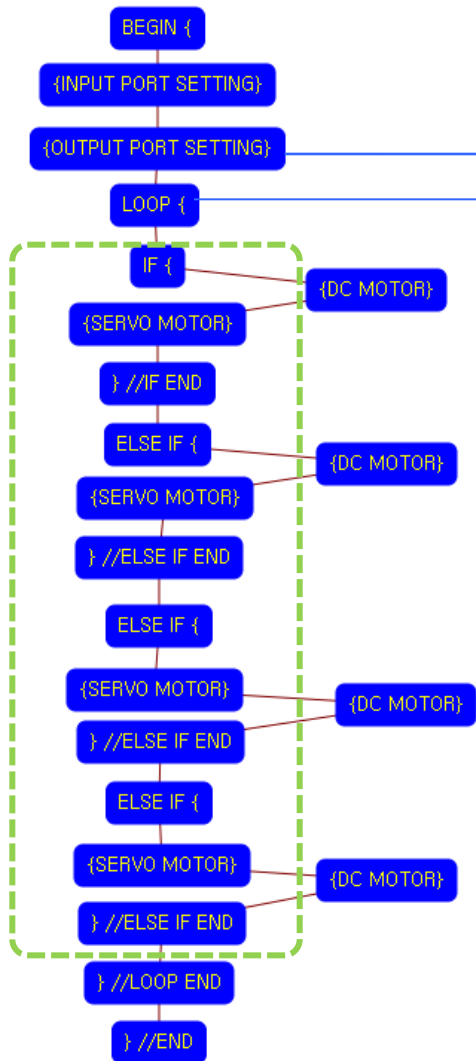 BEGIN {
{INPUT PORT SETTING}
{OUTPUT PORT SETTING}
LOOP {
IF {
{DC MOTOR}
{SERVO MOTOR}
} //IF END
ELSE IF {
{DC MOTOR}
{SERVO MOTOR}
} //ELSE IF END
ELSE IF {
{SERVO MOTOR}
{DC MOTOR}
} //ELSE IF END
ELSE IF {
{SERVO MOTOR}
{DC MOTOR}
} //ELSE IF END
} //LOOP END
} //END